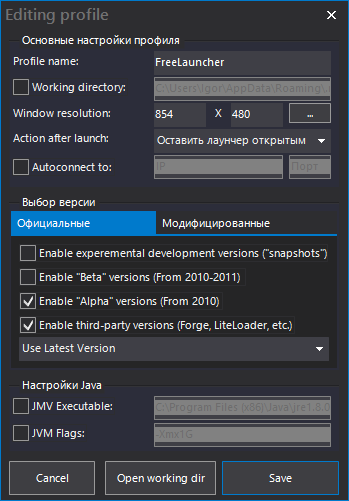 Editing profile
Основные настройки профиля
Profile name: FreeLauncher
Working directory: C:\Users\Igor\AppData\Roaming\
Window resolution: 854 X 480 ...
Action after launch: Оставить лаунчер открытым
Autoconnect to: IP Порт
Выбор версии
Официальные Модифицированные
Enable experemental development versions ("snapshots")
Enable "Beta" versions (From 2010-2011)
Enable "Alpha" versions (From 2010)
Enable third-party versions (Forge, LiteLoader, etc.)
Use Latest Version
Настройки Java
JMV Executable: C:\Program Files (x86)\Java\jre1.8.0
JVM Flags: -Xmx1G
Cancel Open working dir Save